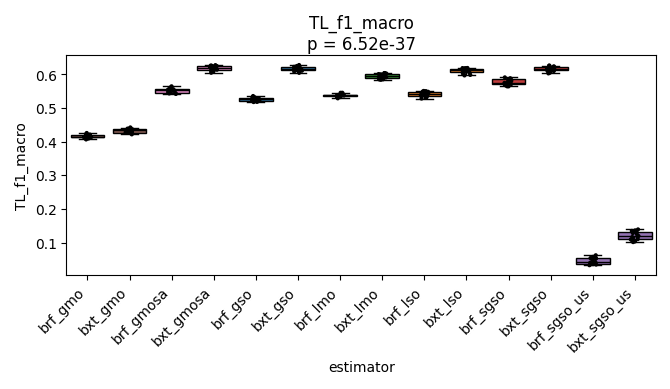 TL_f1_macro
p = 6.52e-37
TL_f1_macro
0.6
0.5
0.4
0.3
0.2
0.1
brf_gmo
bxt_gmo
brf_gmosa
bxt_gmosa
brf_gso
bxt_gso
brf_lmo
bxt_lmo
brf_lso
bxt_lso
brf_sgso
bxt_sgso
brf_sgso_us
bxt_sgso_us
estimator